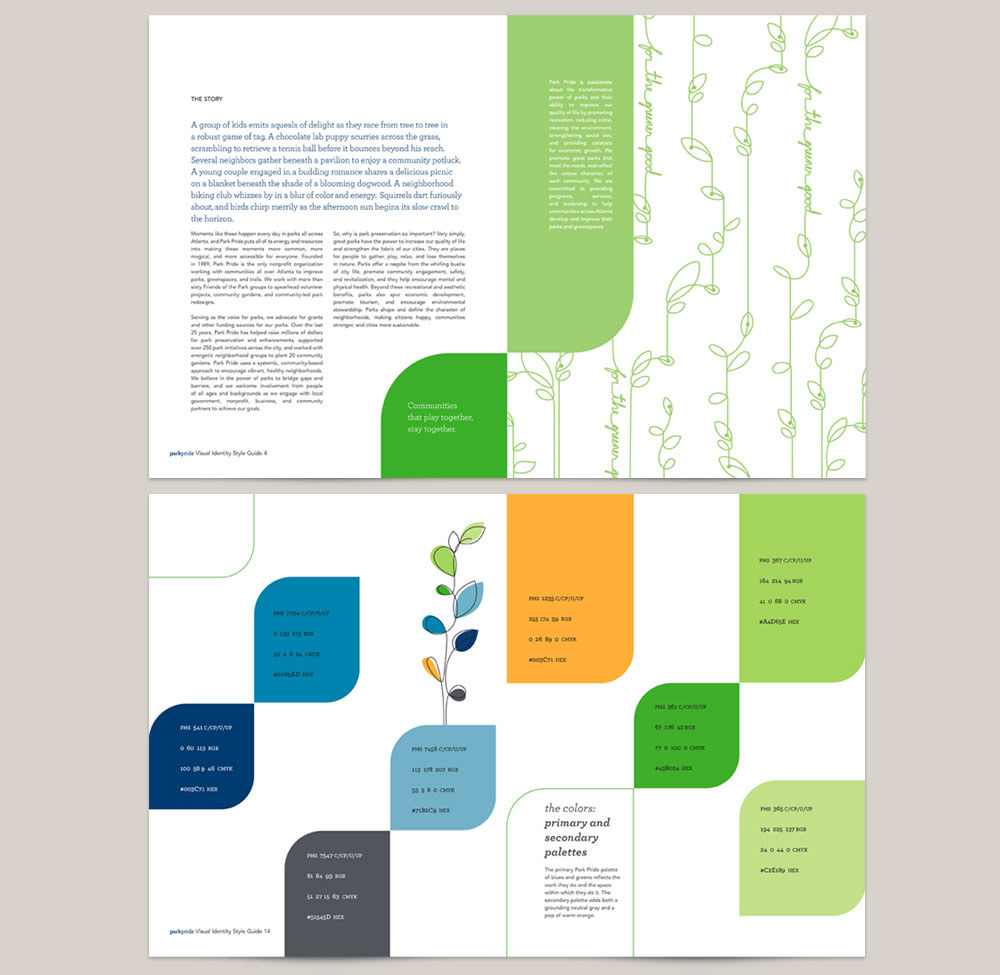 THE STORY
A group of kids emits squeals of delight as they race from tree to tree in
a robust game of tag. A chocolate lab puppy scurries across the grass,
scrambling to retrieve a tennis ball before it bounces beyond his reach.
Several neighbors gather beneath a pavilion to enjoy a community potluck.
A young couple engaged in a budding romance shares a delicious picnic
on a blanket beneath the shade of a blooming dogwood. A neighborhood
biking club whizzes by in a blur of color and energy. Squirrels dart furiously
about, and birds chirp merrily as the afternoon sun begins its slow crawl to
the horizon.
Moments like these happen every day in parks all across
Atlanta, and Park Pride puts all of its energy and resources
into making these moments more common, more
magical, and more accessible for everyone. Founded
in 1989, Park Pride is the only nonprofit organization
working with communities all over Atlanta to improve
parks, greenspaces, and trails. We work with more than
sixty Friends of the Park groups to spearhead volunteer
projects, community gardens, and community-led park
redesigns.
Serving as the voice for parks, we advocate for grants
and other funding sources for our parks. Over the last
25 years, Park Pride has helped raise millions of dollars
for park preservation and enhancements, supported
over 250 park initiatives across the city, and worked with
energetic neighborhood groups to plant 20 community
gardens. Park Pride uses a systemic, community-based
approach to encourage vibrant, healthy neighborhoods.
We believe in the power of parks to bridge gaps and
barriers, and we welcome involvement from people
of all ages and backgrounds as we engage with local
government, nonprofit, business, and community
partners to achieve our goals.
So, why is park preservation so important? Very simply,
great parks have the power to increase our quality of life
and strengthen the fabric of our cities. They are places
for people to gather, play, relax, and lose themselves
in nature. Parks offer a respite from the whirling bustle
of city life, promote community engagement, safety,
and revitalization, and they help encourage mental and
physical health. Beyond these recreational and aesthetic
benefits, parks also spur economic development,
promote tourism, and encourage environmental
stewardship. Parks shape and define the character of
neighborhoods, making citizens happy, communities
stronger, and cities more sustainable.
Communities
that play together,
stay together.
parkpride Visual Identity Style Guide 4
Park Pride is passionate
about the transformative
power of parks and their
ability to improve our
quality of life by promoting
recreation, reducing crime,
cleaning the environment,
strengthening social ties,
and providing catalysts
for economic growth. We
promote great parks that
meet the needs, and reflect
the unique character, of
each community. We are
committed to providing
programs, services,
and leadership to help
communities across Atlanta
develop and improve their
parks and greenspaces.
for the greener good
for the greener good
for the greener g
PMS 7704 C/CP/U/UP
0 133 173 RGB
93 4 8 24 CMYK
#0085AD HEX
PMS 541 C/CP/U/UP
0 60 113 RGB
100 58 9 46 CMYK
#003C71 HEX
PMS 7547 C/CP/U/UP
81 84 93 RGB
51 27 15 63 CMYK
#51545D HEX
PMS 7458 C/CP/U/UP
113 178 207 RGB
53 3 8 0 CMYK
#71B2C9 HEX
PMS 1235 C/CP/U/UP
255 174 59 RGB
0 26 89 0 CMYK
#003C71 HEX
PMS 367 C/CP/U/UP
164 214 94 RGB
41 0 68 0 CMYK
#A4D65E HEX
PMS 361 C/CP/U/UP
67 176 42 RGB
77 0 100 0 CMYK
#43B024 HEX
PMS 365 C/CP/U/UP
194 225 137 RGB
24 0 44 0 CMYK
#C2E189 HEX
the colors:
primary and
secondary
palettes
The primary Park Pride palette
of blues and greens reflects the
work they do and the space
within which they do it. The
secondary palette adds both a
grounding neutral gray and a
pop of warm orange.
parkpride Visual Identity Style Guide 14